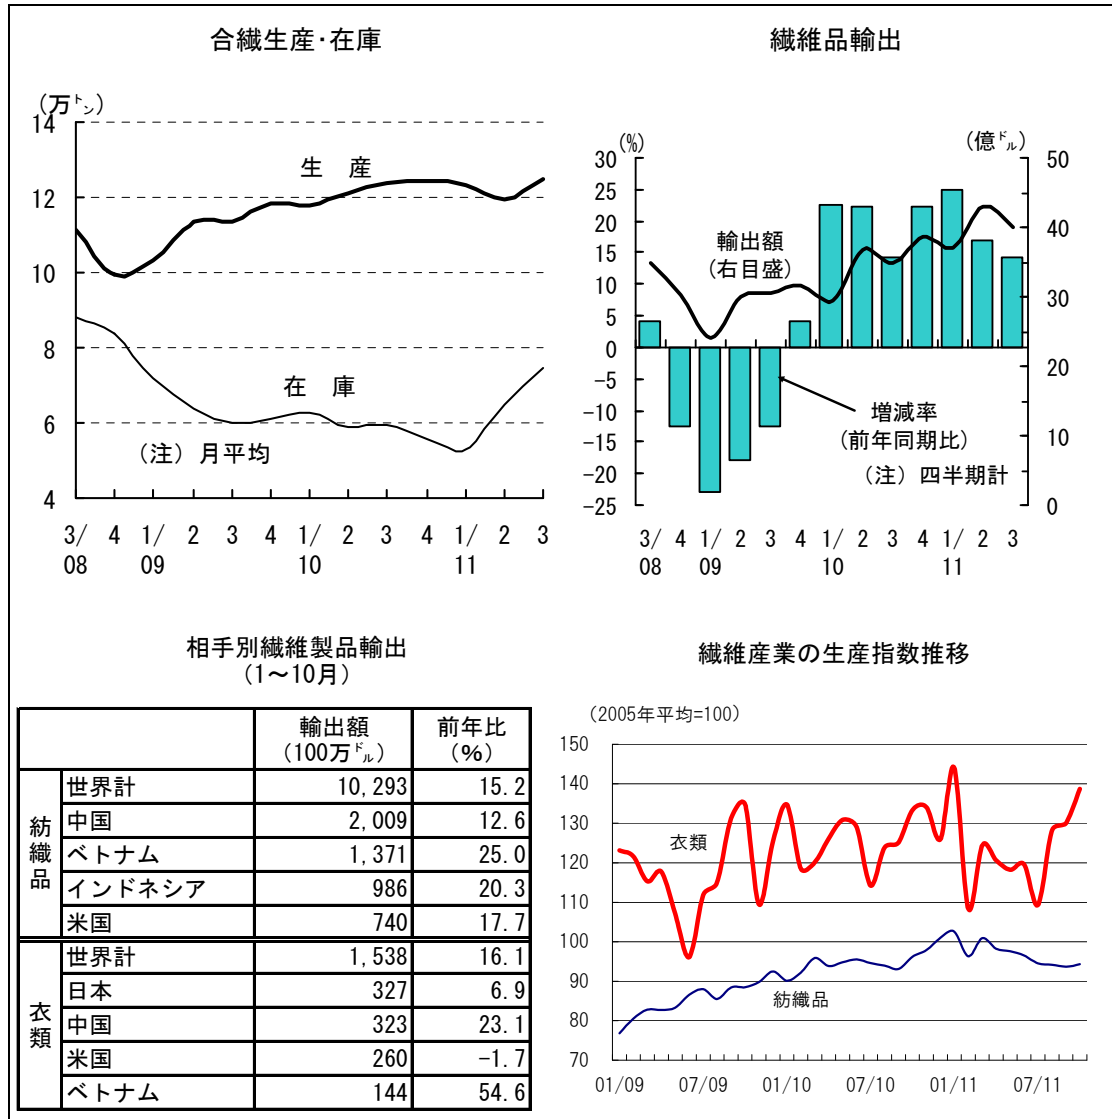 合繊生産･在庫
(万㌧)
14
12
10
8
6
4
生　産
在　庫
（注）月平均
3/ 4 1/ 2 3 4 1/ 2 3 4 1/ 2 3
08 09 10 11
繊維品輸出
(%)
(億㌦)
30
25
20
15
10
5
0
-5
-10
-15
-20
-25
50
40
30
20
10
0
輸出額
（右目盛）
増減率
（前年同期比）
（注）四半期計
3/ 4 1/ 2 3 4 1/ 2 3 4 1/ 2 3
08 09 10 11
相手別繊維製品輸出
（1～10月）
輸出額 前年比
（100万㌦） （%）
紡織品
世界計 10,293 15.2
中国 2,009 12.6
ベトナム 1,371 25.0
インドネシア 986 20.3
米国 740 17.7
衣類
世界計 1,538 16.1
日本 327 6.9
中国 323 23.1
米国 260 -1.7
ベトナム 144 54.6
繊維産業の生産指数推移
（2005年平均=100）
150
140
130
120
110
100
90
80
70
衣類
紡織品
01/09 07/09 01/10 07/10 01/11 07/11